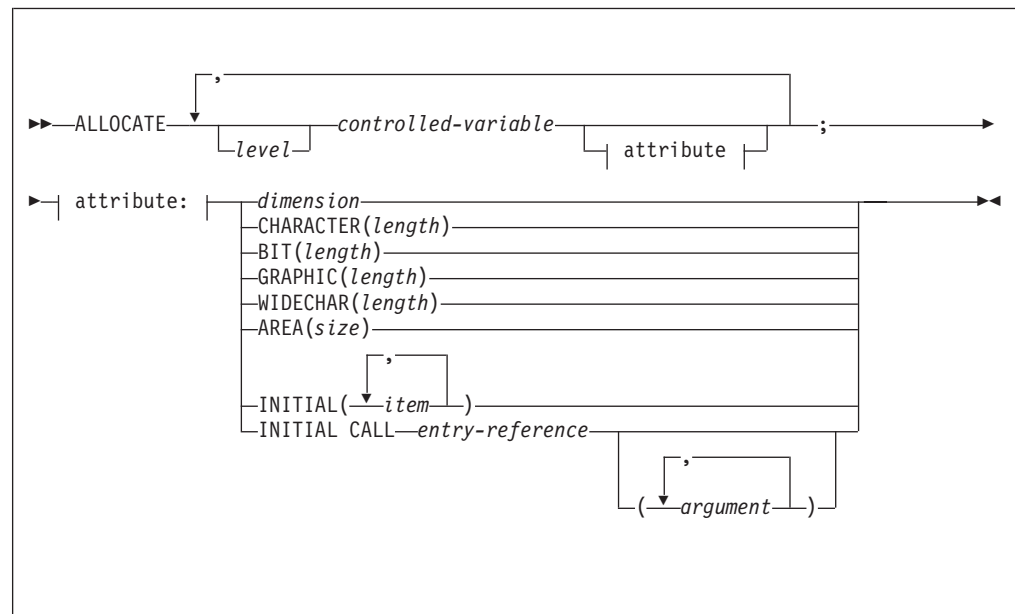 ,
ALLOCATE controlled-variable ;
level attribute
attribute: dimension
CHARACTER(length)
BIT(length)
GRAPHIC(length)
WIDECHAR(length)
AREA(size)
,
INITIAL( item )
INITIAL CALL entry-reference
,
( argument )